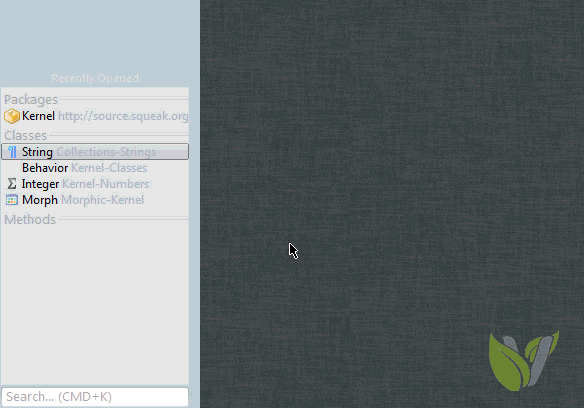 Recently Opened
Packages
Kernel http://source.squeak.org
Classes
String Collections-Strings
Behavior Kernel-Classes
Integer Kernel-Numbers
Morph Morphic-Kernel
Methods
Search... (CMD+K)